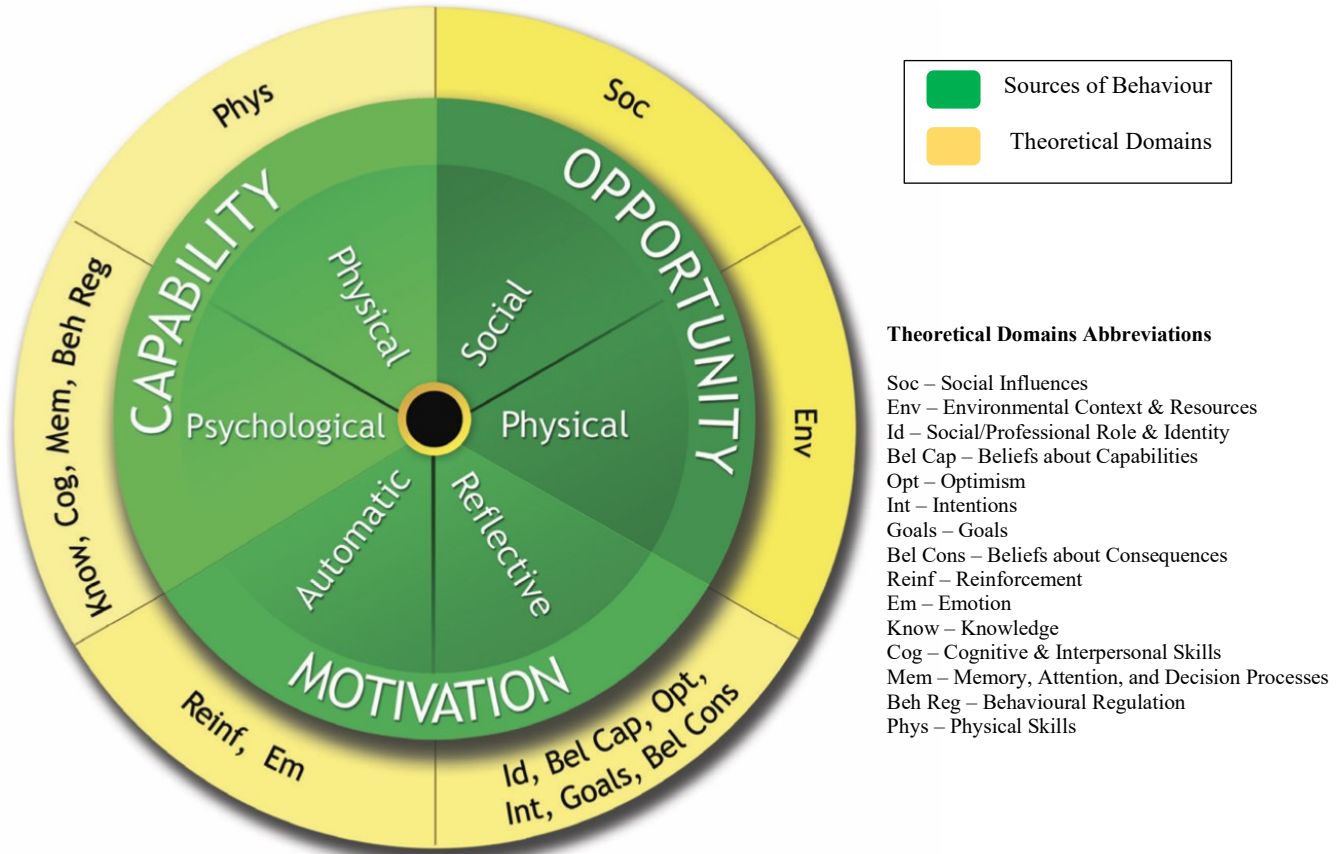 Phys
Soc
Env
Id, Bel Cap, Opt,
Int, Goals, Bel Cons
Reinf, Em
Know, Cog, Mem, Beh Reg
CAPABILITY
OPPORTUNITY
MOTIVATION
Physical
Social
Physical
Reflective
Automatic
Psychological
Sources of Behaviour
Theoretical Domains
Theoretical Domains Abbreviations
Soc – Social Influences
Env – Environmental Context & Resources
Id – Social/Professional Role & Identity
Bel Cap – Beliefs about Capabilities
Opt – Optimism
Int – Intentions
Goals – Goals
Bel Cons – Beliefs about Consequences
Reinf – Reinforcement
Em – Emotion
Know – Knowledge
Cog – Cognitive & Interpersonal Skills
Mem – Memory, Attention, and Decision Processes
Beh Reg – Behavioural Regulation
Phys – Physical Skills